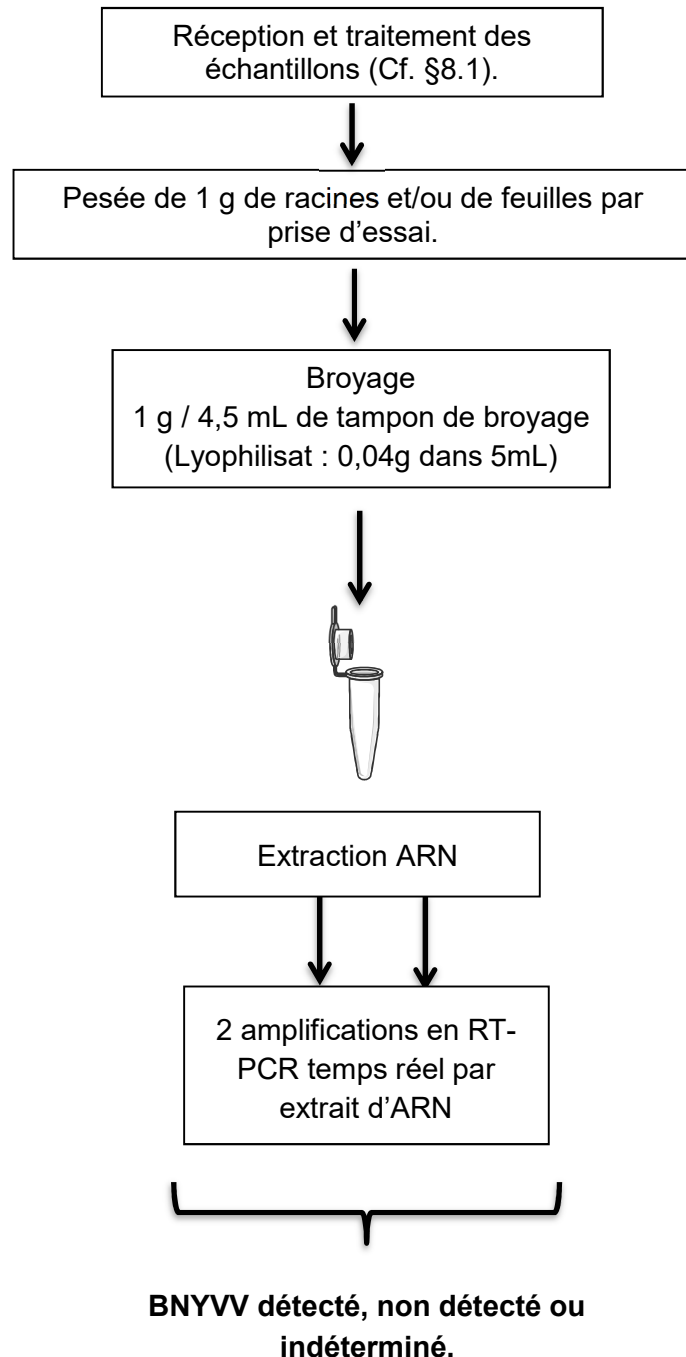 Réception et traitement des
échantillons (Cf. §8.1).
Pesée de 1 g de racines et/ou de feuilles par
prise d’essai.
Broyage
1 g / 4,5 mL de tampon de broyage
(Lyophilisat : 0,04g dans 5mL)
Extraction ARN
2 amplifications en RT-
PCR temps réel par
extrait d’ARN
BNYVV détecté, non détecté ou
indéterminé.